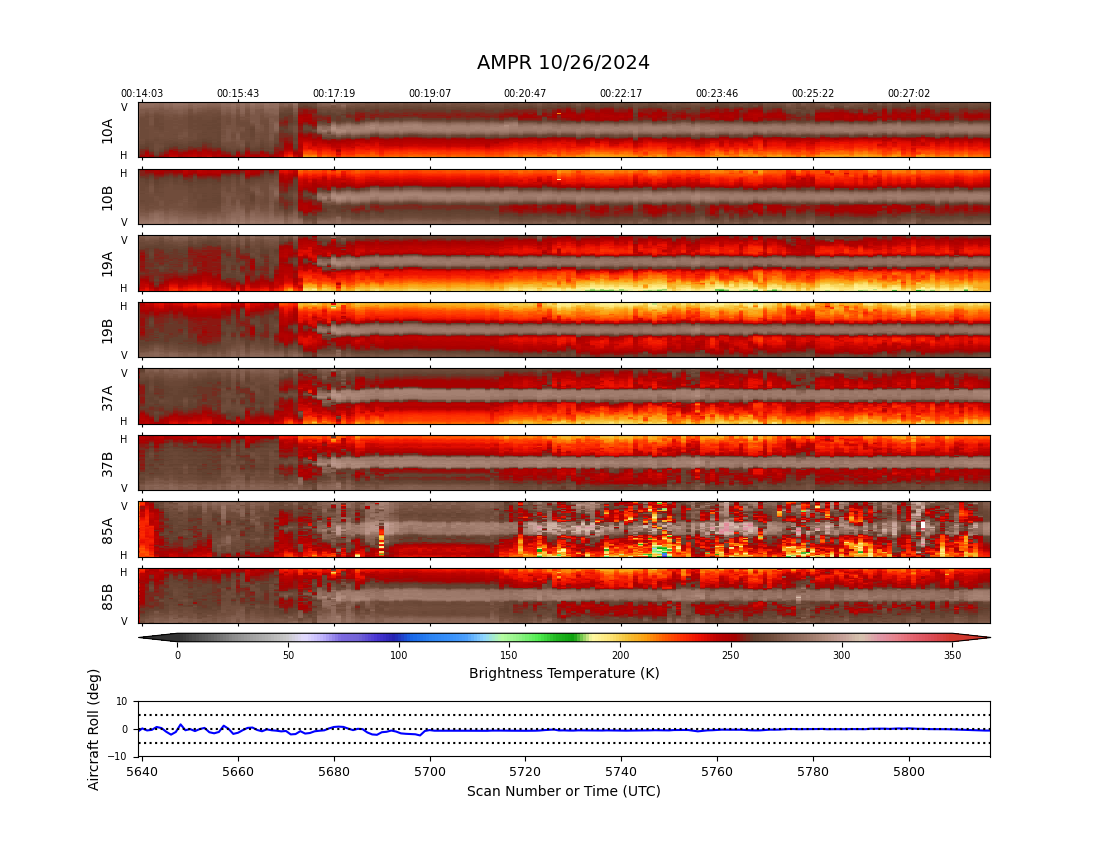 AMPR 10/26/2024
00:14:03 00:15:43 00:17:19 00:19:07 00:20:47 00:22:17 00:23:46 00:25:22 00:27:02
V
10A
H
H
10B
V
V
19A
H
H
19B
V
V
37A
H
H
37B
V
V
85A
H
H
85B
V
0 50 100 150 200 250 300 350
Brightness Temperature (K)
Aircraft Roll (deg)
10
0
−10
5640 5660 5680 5700 5720 5740 5760 5780 5800
Scan Number or Time (UTC)